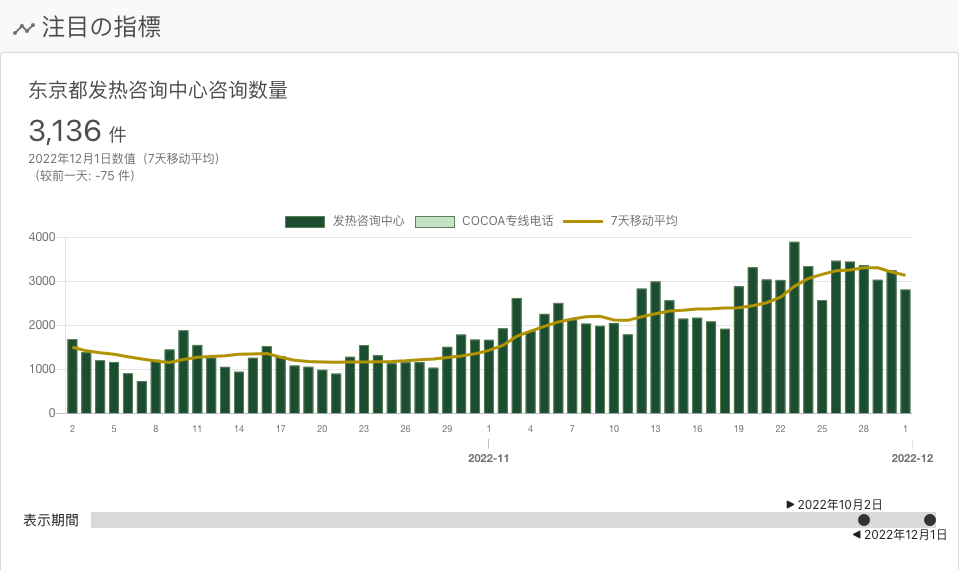 注目の指標
东京都发热咨询中心咨询数量
3,136 件
2022年12月1日数值（7天移动平均）
（较前一天: -75 件）
发热咨询中心 COCOA专线电话 7天移动平均
4000
3000
2000
1000
0
2 5 8 11 14 17 20 23 26 29 1 4 7 10 13 16 19 22 25 28 1
2022-11 2022-12
▶ 2022年10月2日
表示期間
◀ 2022年12月1日